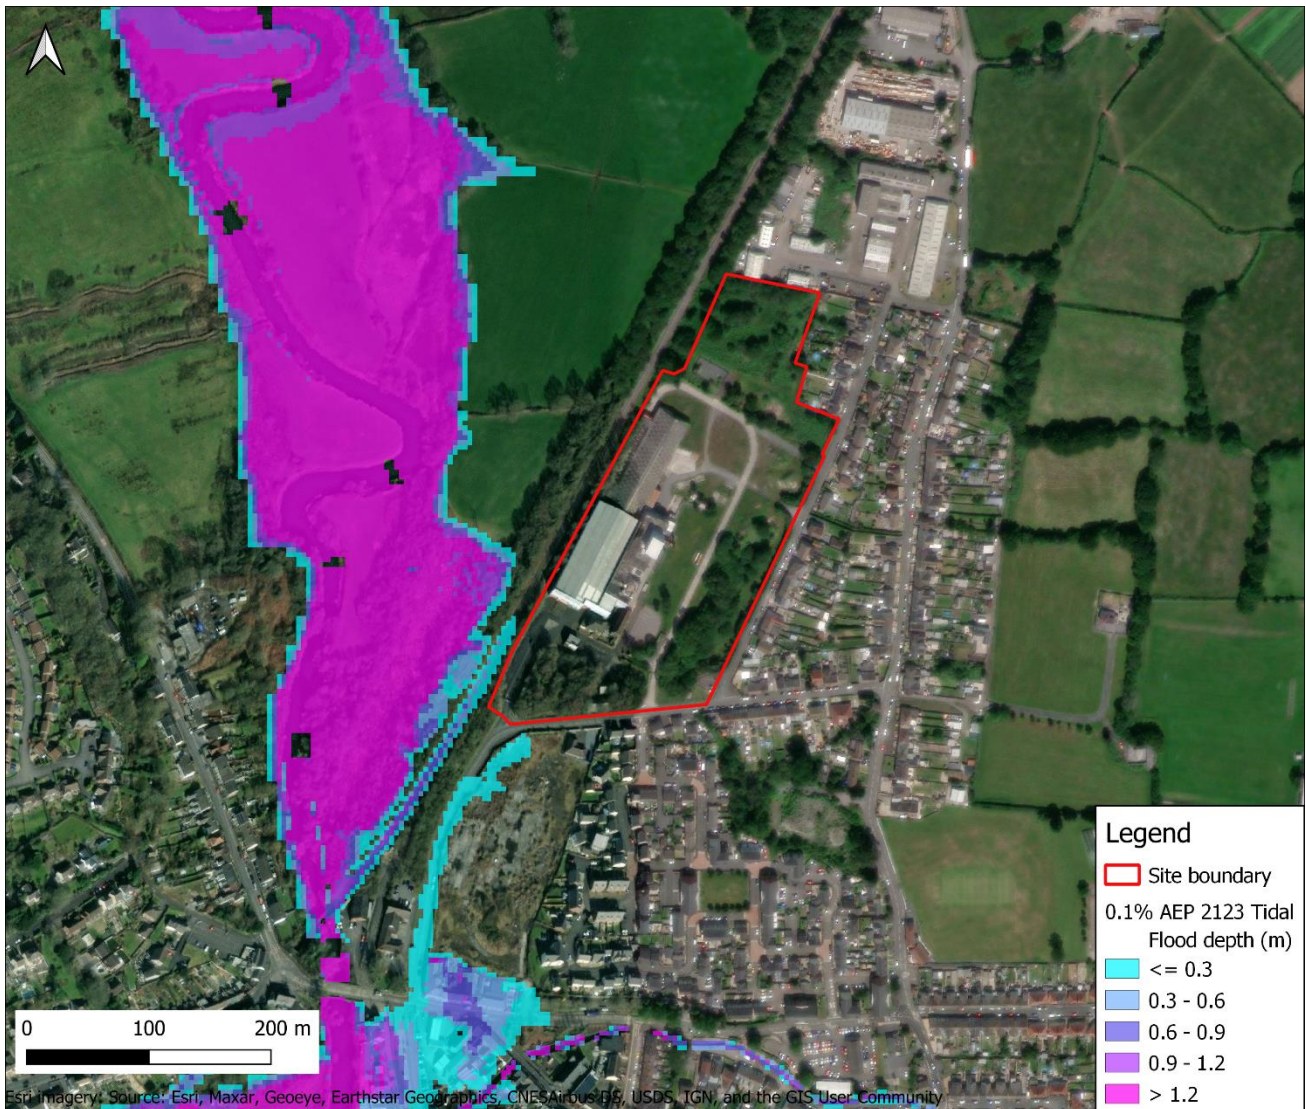 Legend
Site boundary
0.1% AEP 2123 Tidal
Flood depth (m)
<= 0.3
0.3 - 0.6
0.6 - 0.9
0.9 - 1.2
> 1.2
0 100 200 m
Esri imagery: Source: Esri, Maxar, Geoeye, Earthstar Geographics, CNESAirbus DS, USDS, IGN, and the GIS User Community